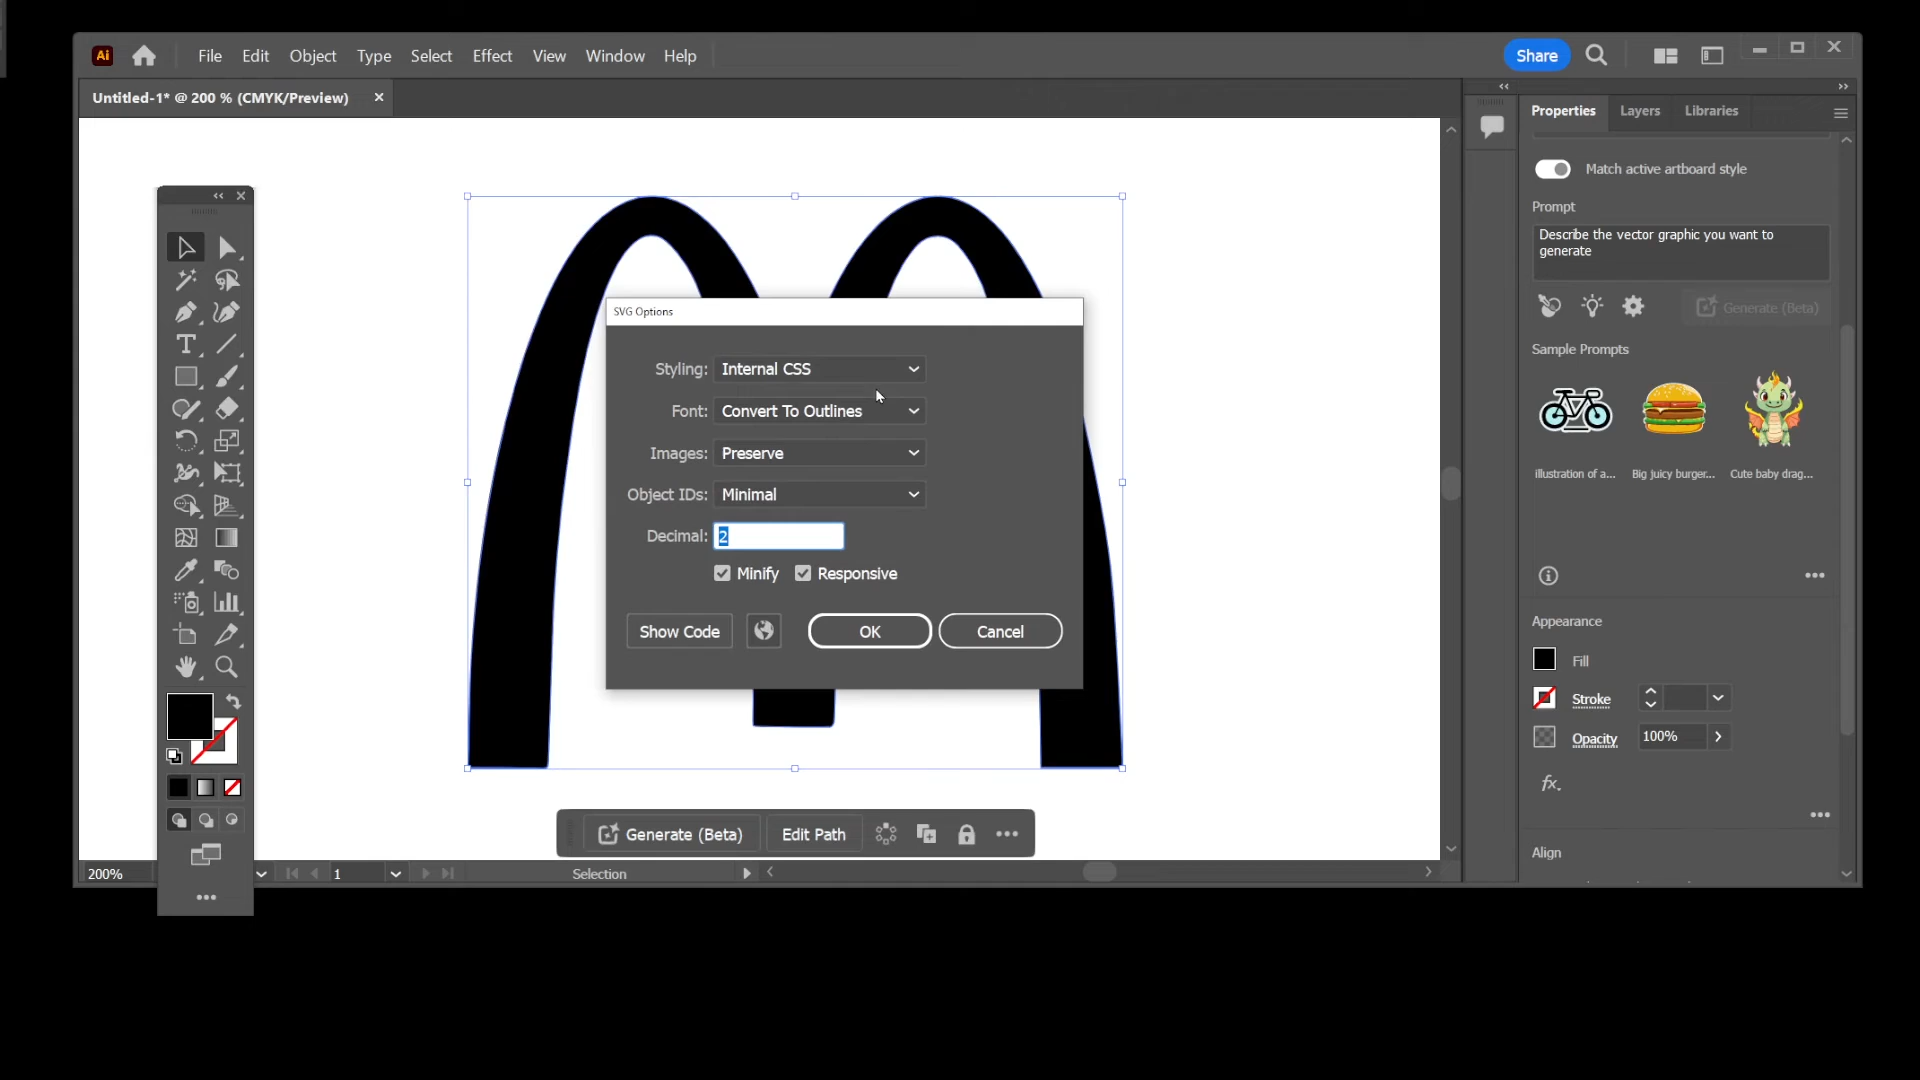 Ai
File Edit Object Type Select Effect View Window Help
Share
Untitled-1* @ 200 % (CMYK/Preview)
Properties Layers Libraries
Match active artboard style
Prompt
Describe the vector graphic you want to
generate
Generate (Beta)
Sample Prompts
illustration of a... Big juicy burger... Cute baby drag...
SVG Options
Styling: Internal CSS
Font: Convert To Outlines
Images: Preserve
Object IDs: Minimal
Decimal: 2
Minify Responsive
Show Code OK Cancel
Appearance
Fill
Stroke
Opacity 100%
fx.
Align
Generate (Beta) Edit Path
200% 1 Selection